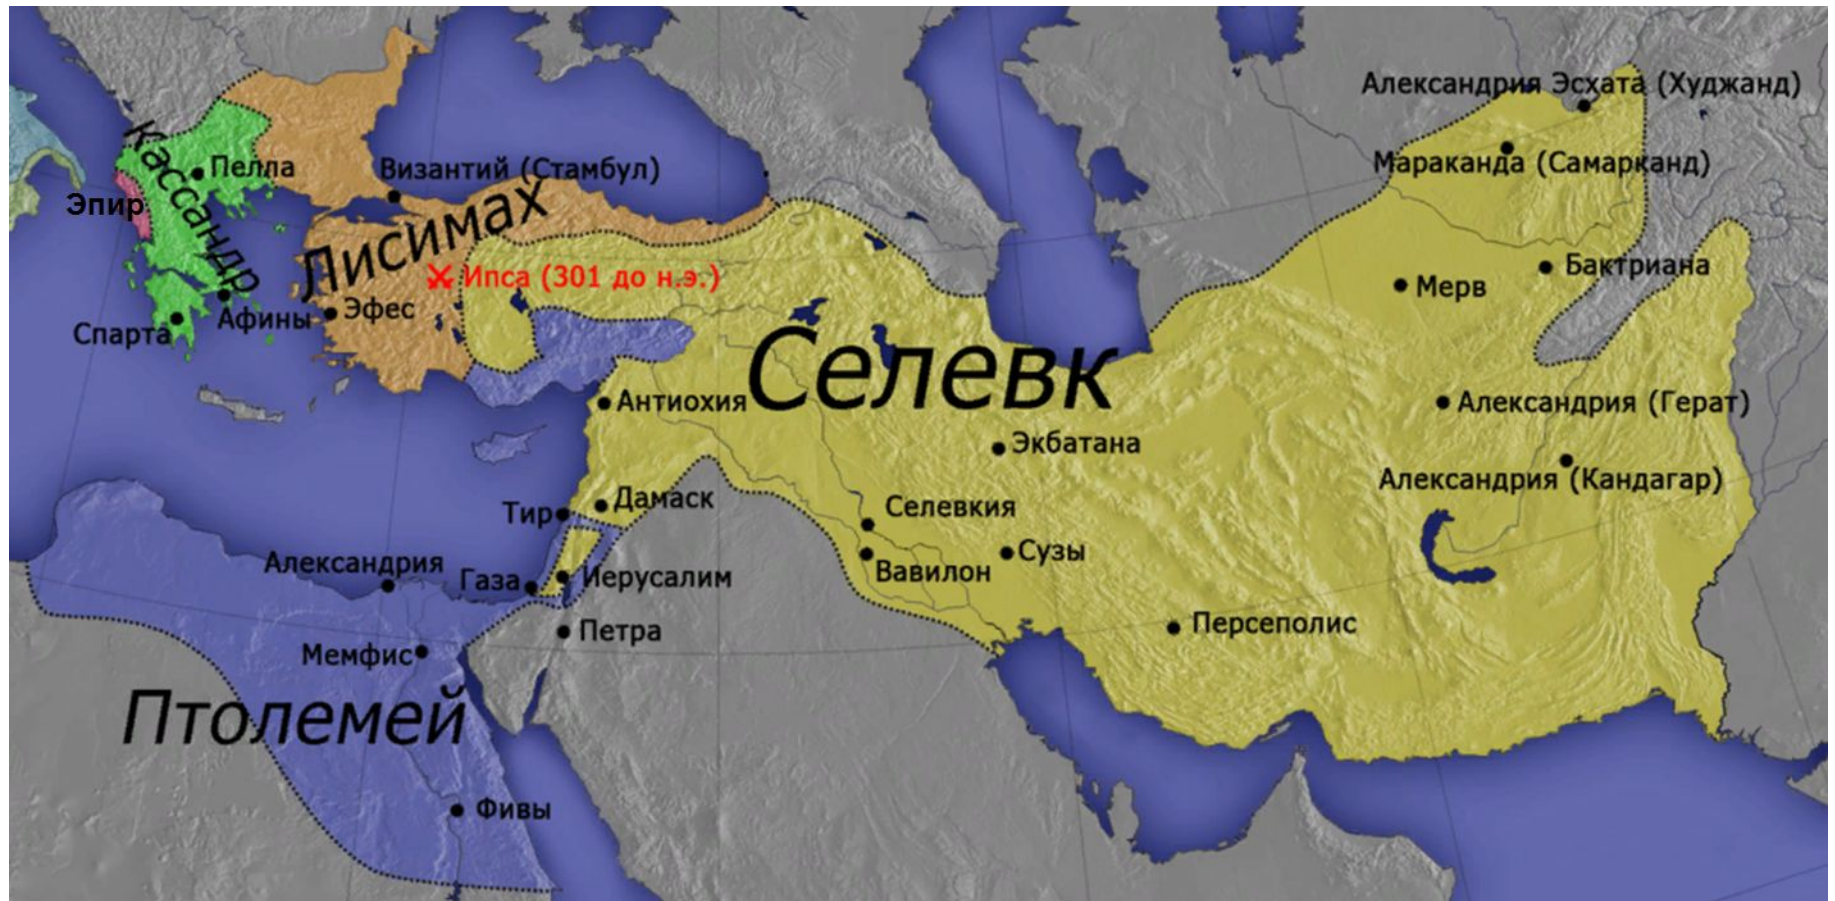 Александрия Эсхата (Худжанд)
Мараканда (Самарканд)
Кассандр
Пелла
Византий (Стамбул)
Эпир
Лисимах
Ипса (301 до н.э.)
Бактриана
Мерв
Эфес
Афины
Спарта
Селевк
Антиохия
Александрия (Герат)
Экбатана
Александрия (Кандагар)
Дамаск
Тир
Селевкия
Сузы
Вавилон
Александрия
Газа
Иерусалим
Петра
Персеполис
Мемфис
Птолемей
Фивы